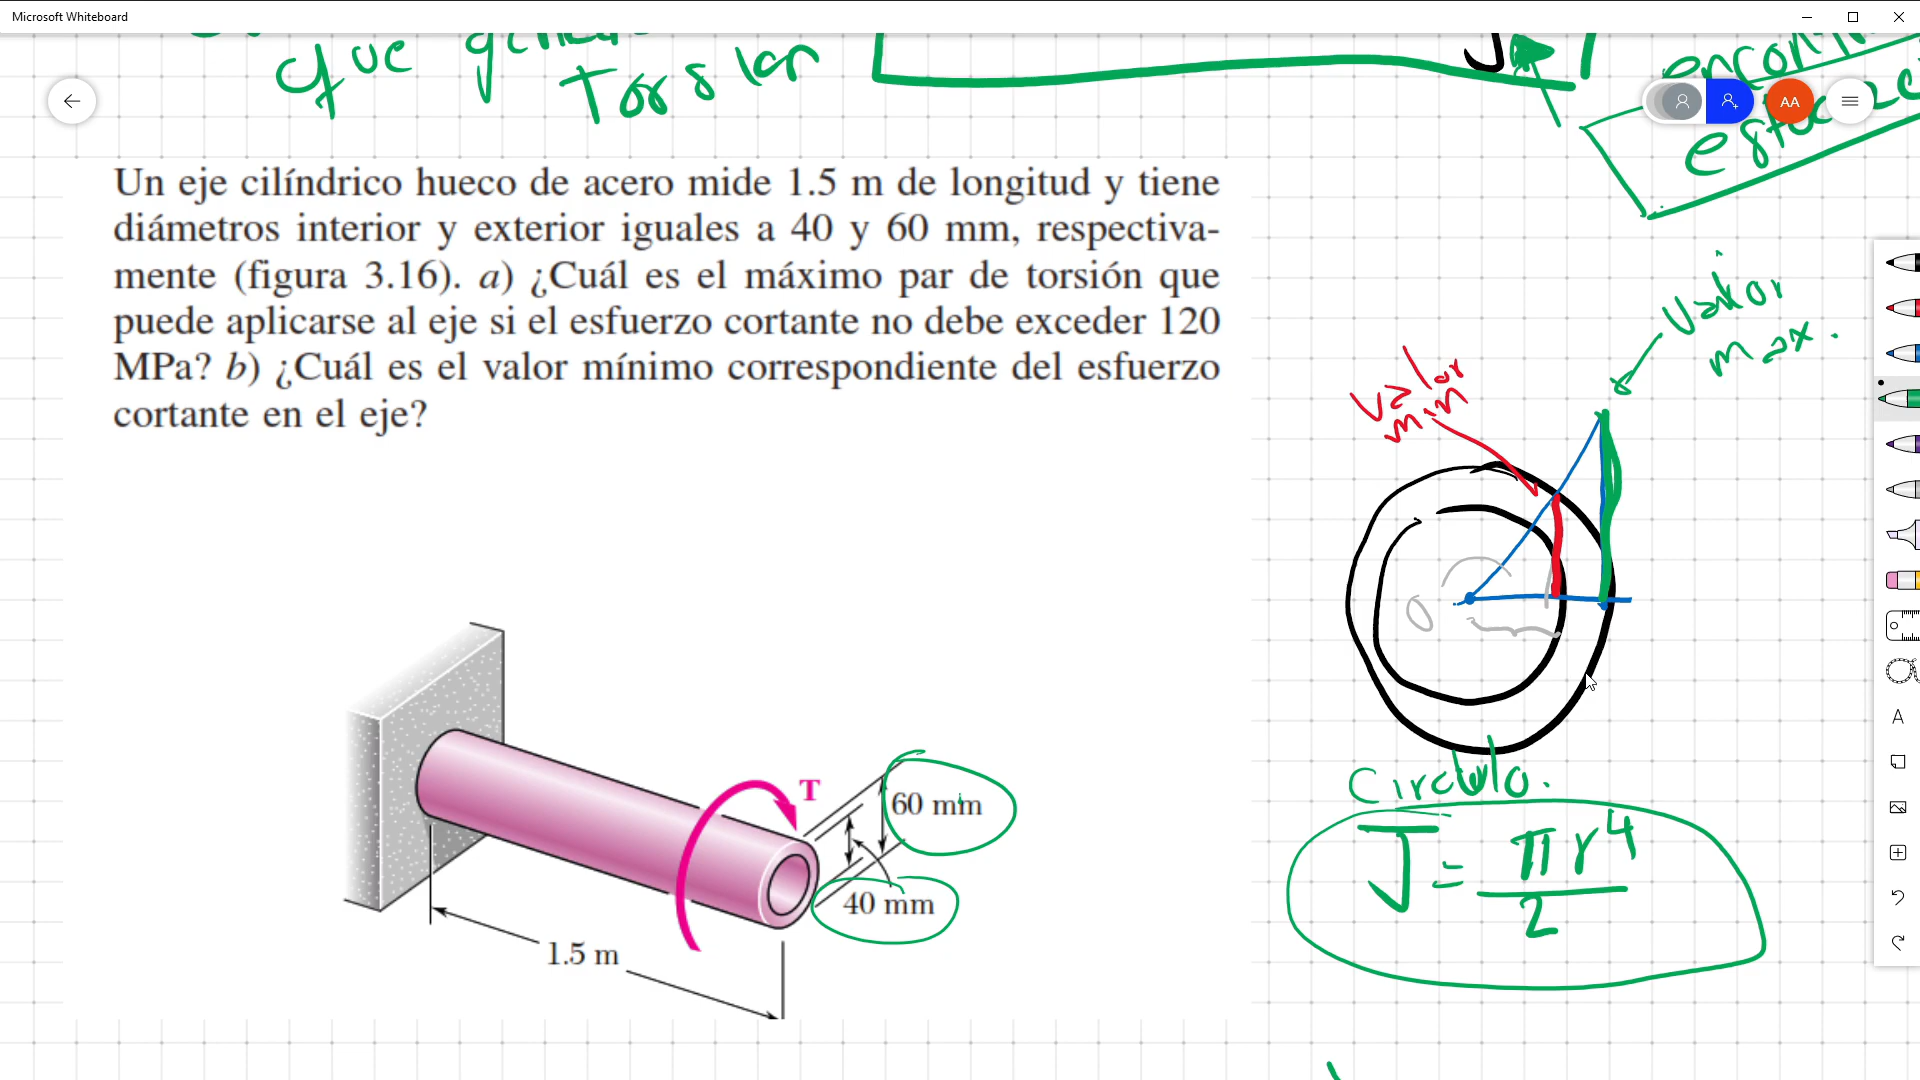 Microsoft Whiteboard
que
Torsion
AA
Un eje cilíndrico hueco de acero mide 1.5 m de longitud y tiene
diámetros interior y exterior iguales a 40 y 60 mm, respectiva-
mente (figura 3.16). a) ¿Cuál es el máximo par de torsión que
puede aplicarse al eje si el esfuerzo cortante no debe exceder 120
MPa? b) ¿Cuál es el valor mínimo correspondiente del esfuerzo
cortante en el eje?
Valor
max.
Valor
min
T
60 mm
40 mm
1.5 m
Circulo.
J = πr⁴/2